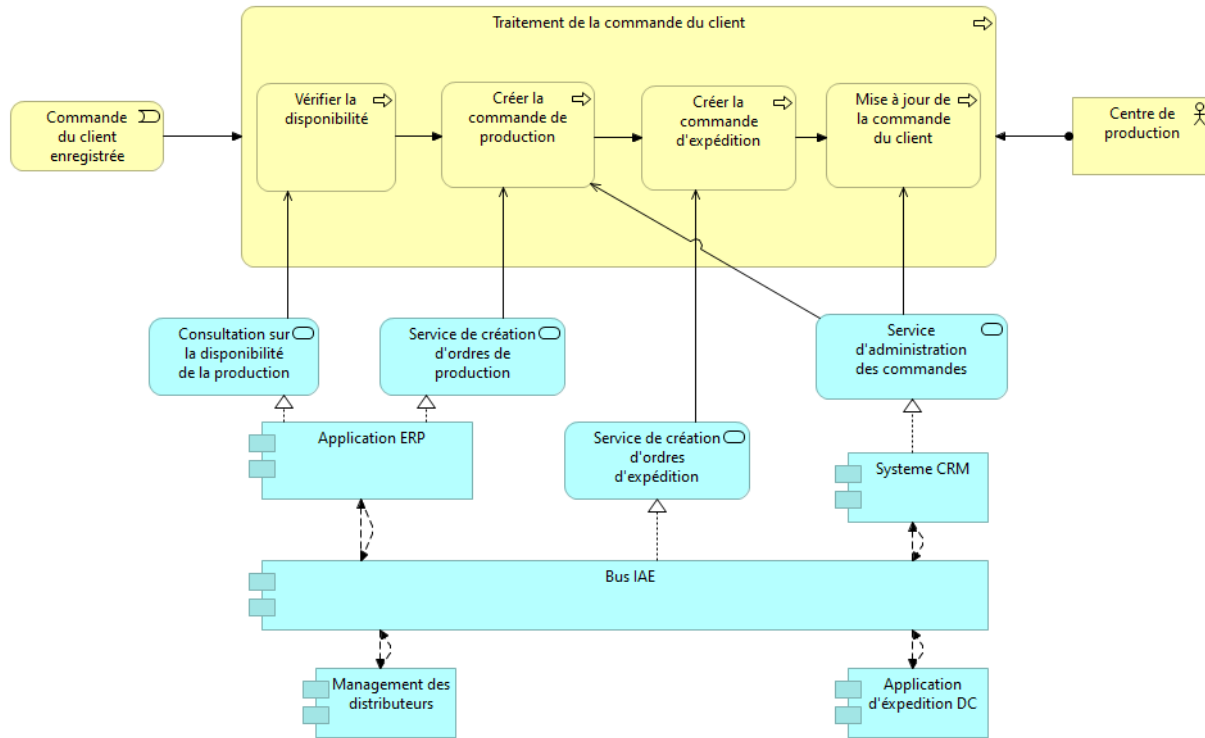 Traitement de la commande du client
Commande
du client
enregistrée
Vérifier la
disponibilité
Créer la
commande de
production
Créer la
commande
d'expédition
Mise à jour de
la commande
du client
Centre de
production
Consultation sur
la disponibilité
de la production
Service de création
d'ordres de
production
Service
d'administration
des commandes
Application ERP
Service de création
d'ordres
d'expédition
Systeme CRM
Bus IAE
Management des
distributeurs
Application
d'éxpedition DC